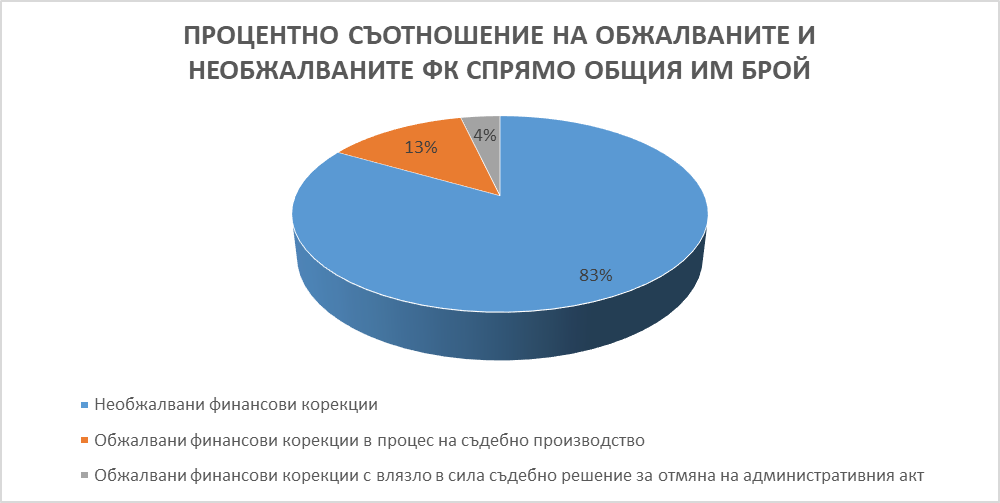 ПРОЦЕНТНО СЪОТНОШЕНИЕ НА ОБЖАЛВАНИТЕ И
НЕОБЖАЛВАНИТЕ ФК СПРЯМО ОБЩИЯ ИМ БРОЙ
4%
13%
83%
Необжалвани финансови корекции
Обжалвани финансови корекции в процес на съдебно производство
Обжалвани финансови корекции с влязло в сила съдебно решение за отмяна на административния акт